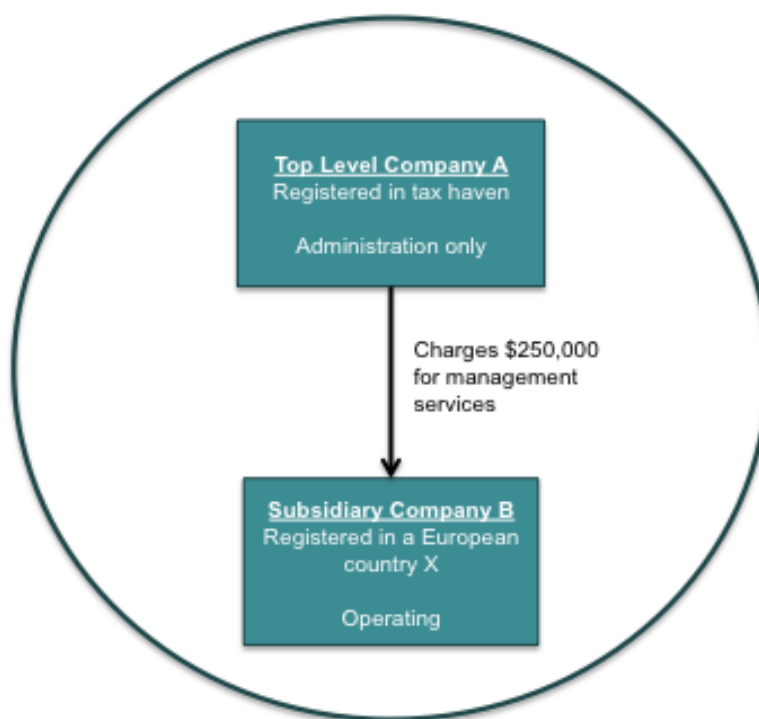 Top Level Company A
Registered in tax haven
Administration only
Charges $250,000
for management
services
Subsidiary Company B
Registered in a European
country X
Operating